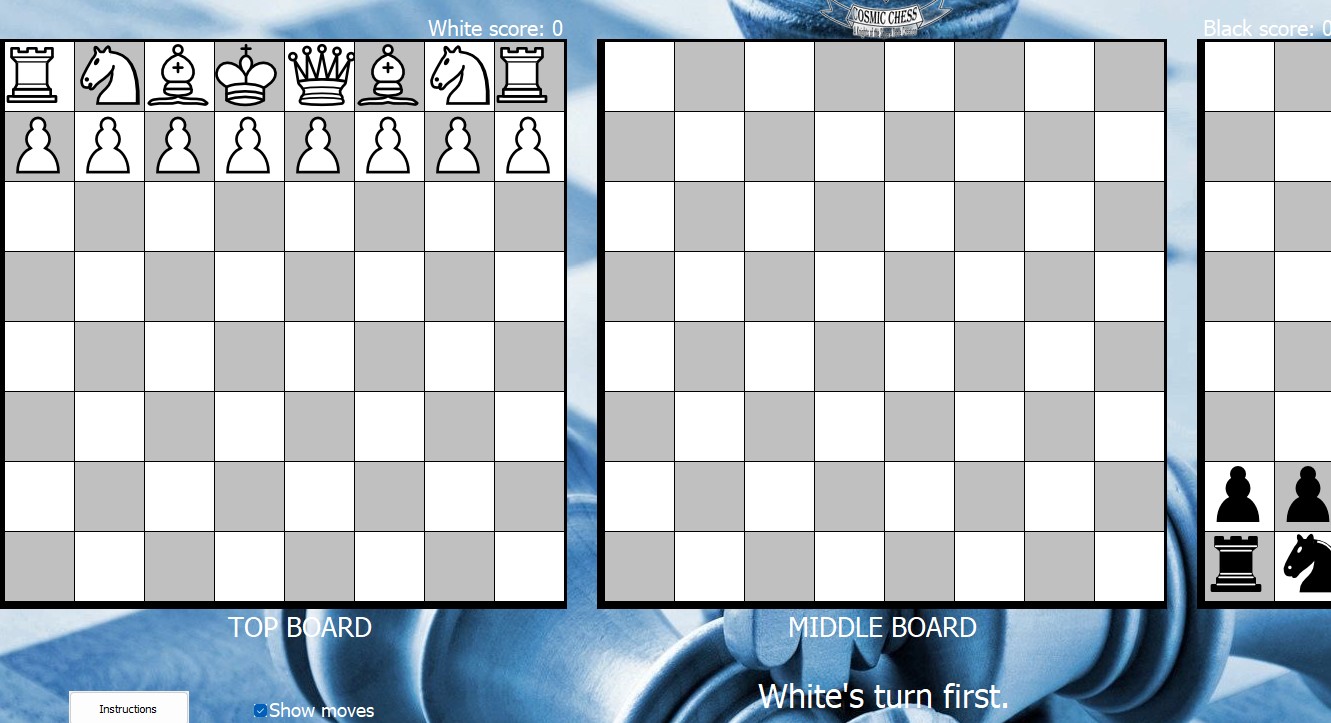 White score: 0
COSMIC CHESS
Black score: 0
TOP BOARD
MIDDLE BOARD
White's turn first.
Instructions
Show moves